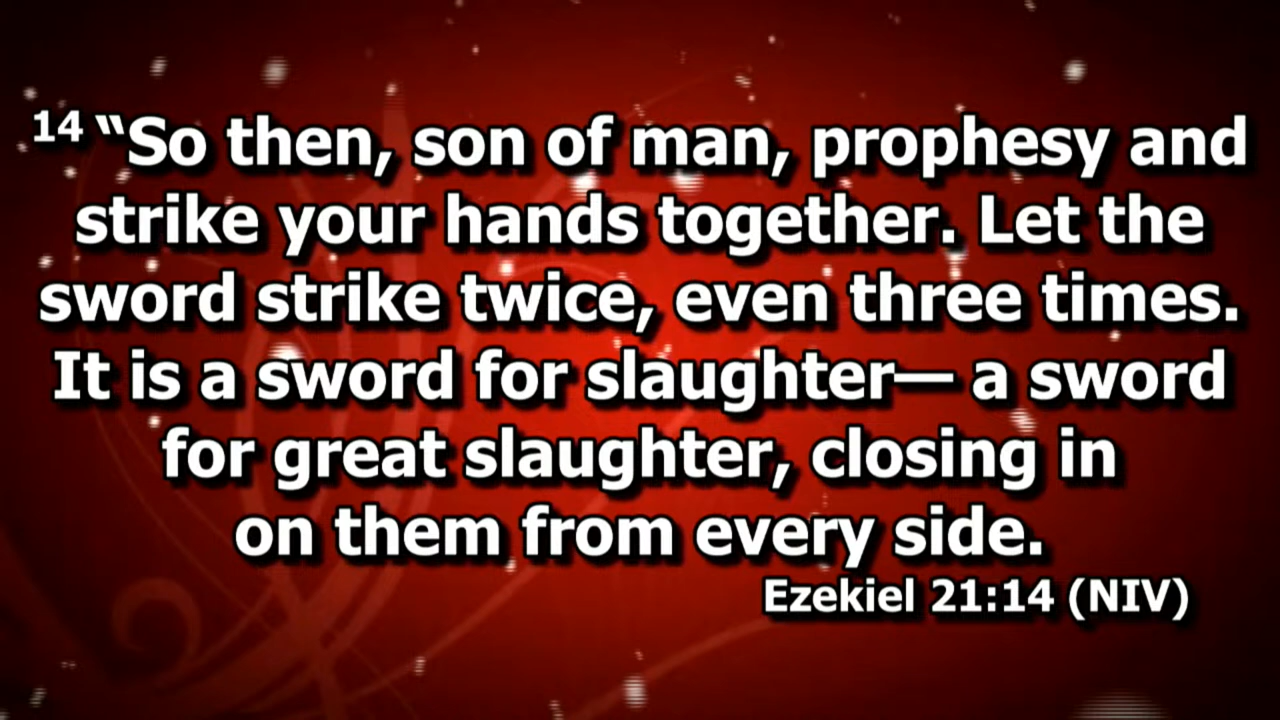 14 “So then, son of man, prophesy and
strike your hands together. Let the
sword strike twice, even three times.
It is a sword for slaughter— a sword
for great slaughter, closing in
on them from every side.
Ezekiel 21:14 (NIV)